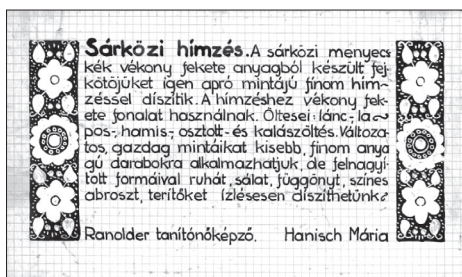 Sárközi hímzés. A sárközi menyecs
kék vékony fekete anyagból készült fej
kötőjüket igen apró mintájú finom hím-
zéssel díszítik. A hímzéshez vékony fek-
ete fonalat használnak. Öltesei: lánc-, la-
pos-, hamis-, osztott- és kalászöltés. Változa-
tos, gazdag mintáikat kisebb, finom anya
gú darabokra alkalmazhatjuk, de felnagyí-
tott formáival ruhát, sálat, függönyt, színes
abroszt, terítőket ízlésesen díszíthetünk.
Ranolder tanítónőképző. Hanisch Mária